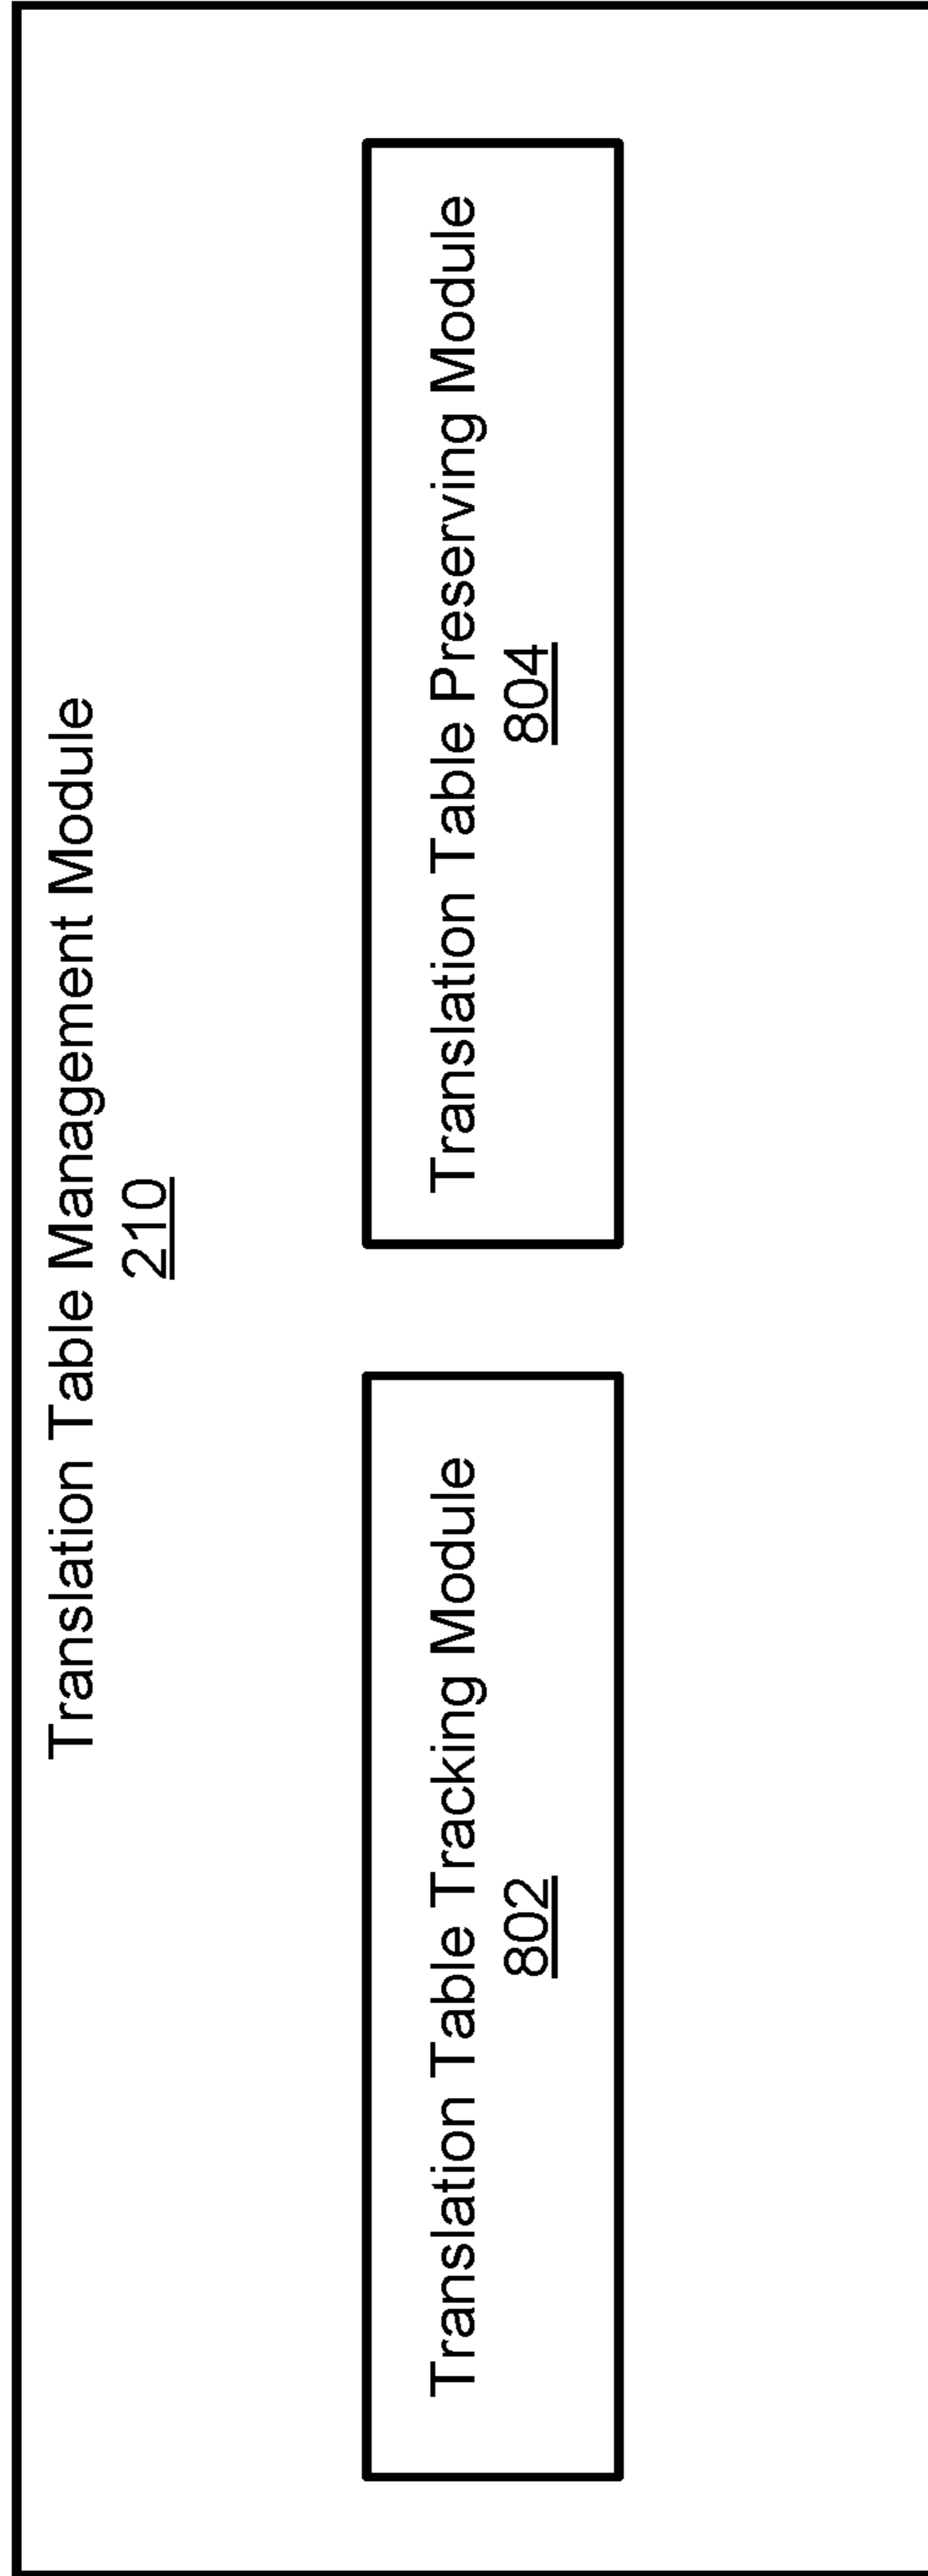 Translation Table Management Module
210
Translation Table Tracking Module
802
Translation Table Preserving Module
804